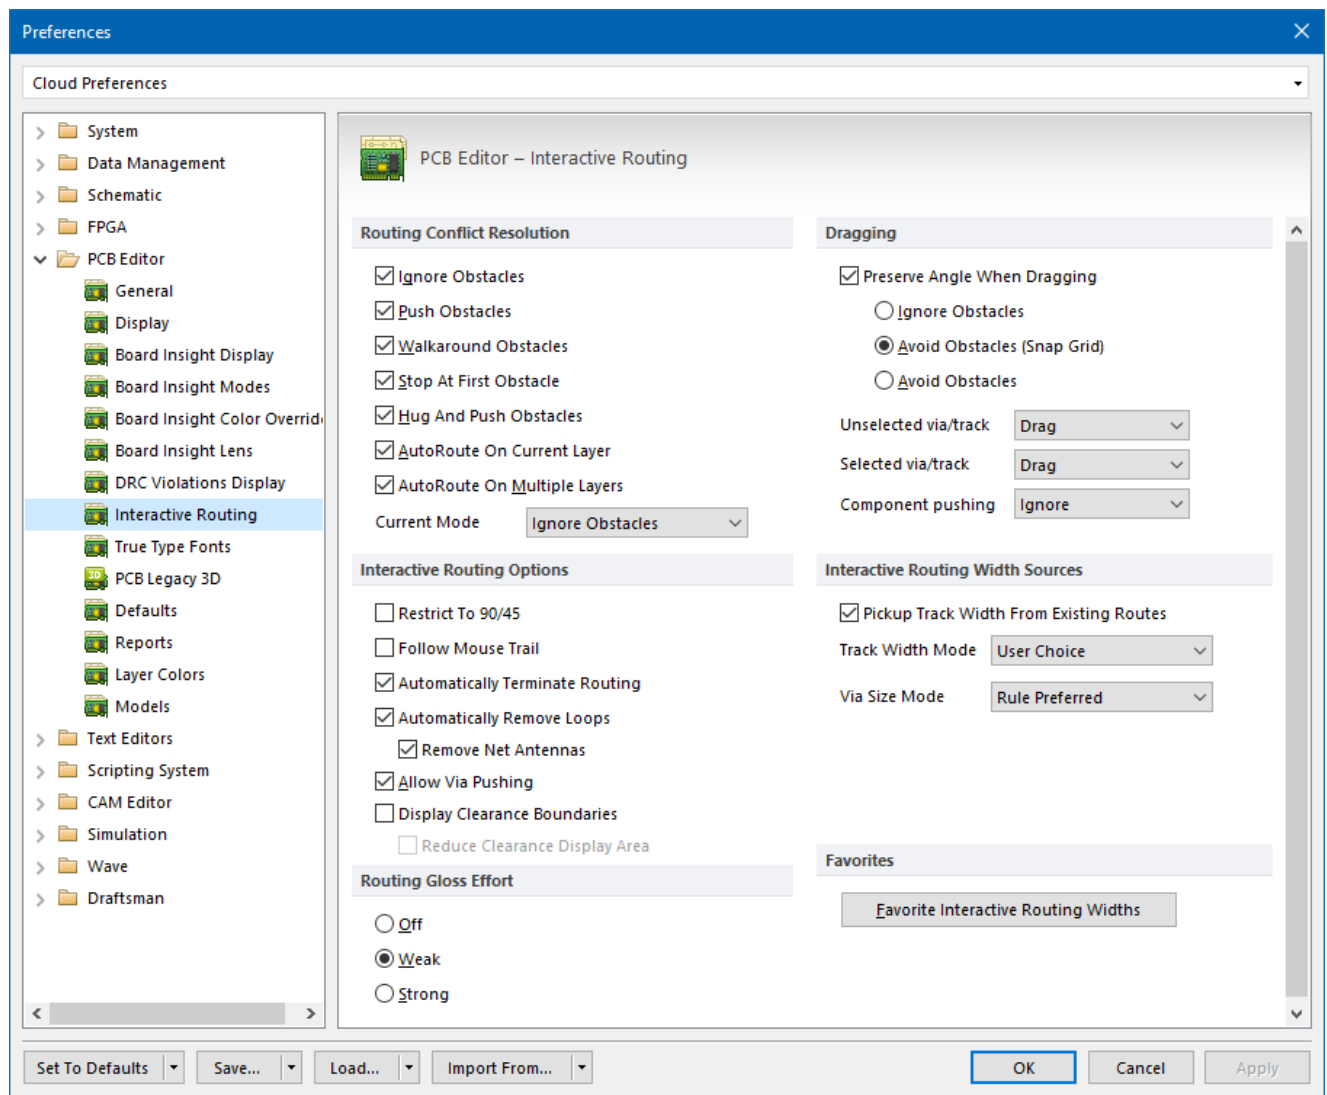 Preferences
Cloud Preferences
System
Data Management
Schematic
FPGA
PCB Editor
General
Display
Board Insight Display
Board Insight Modes
Board Insight Color Overrid
Board Insight Lens
DRC Violations Display
Interactive Routing
True Type Fonts
PCB Legacy 3D
Defaults
Reports
Layer Colors
Models
Text Editors
Scripting System
CAM Editor
Simulation
Wave
Draftsman
PCB Editor – Interactive Routing
Routing Conflict Resolution
Ignore Obstacles
Push Obstacles
Walkaround Obstacles
Stop At First Obstacle
Hug And Push Obstacles
AutoRoute On Current Layer
AutoRoute On Multiple Layers
Current Mode Ignore Obstacles
Interactive Routing Options
Restrict To 90/45
Follow Mouse Trail
Automatically Terminate Routing
Automatically Remove Loops
Remove Net Antennas
Allow Via Pushing
Display Clearance Boundaries
Reduce Clearance Display Area
Routing Gloss Effort
Off
Weak
Strong
Dragging
Preserve Angle When Dragging
Ignore Obstacles
Avoid Obstacles (Snap Grid)
Avoid Obstacles
Unselected via/track Drag
Selected via/track Drag
Component pushing Ignore
Interactive Routing Width Sources
Pickup Track Width From Existing Routes
Track Width Mode User Choice
Via Size Mode Rule Preferred
Favorites
Favorite Interactive Routing Widths
Set To Defaults Save... Load... Import From... OK Cancel Apply